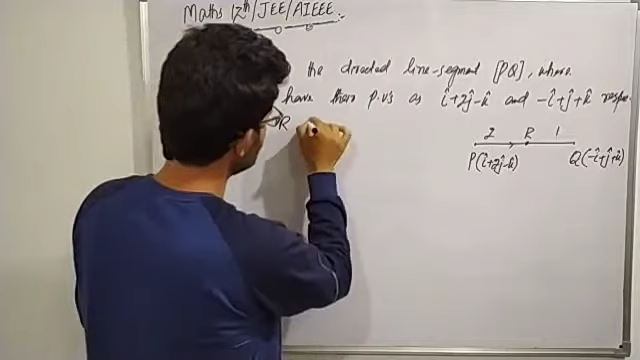 Maths 12th/JEE/AIEEE
the directed line-segment [PQ], where
have their p.v's as î+2ĵ-k̂ and -î+ĵ+k̂ respe
R
2 R 1
P(î+2ĵ-k̂) Q(-î+ĵ+k̂)